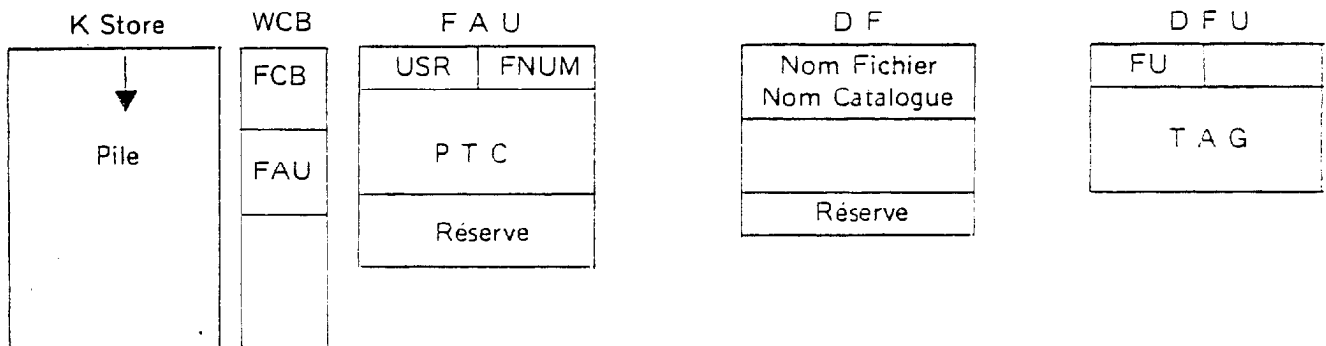 K Store
Pile
WCB
FCB
FAU
F A U
USR FNUM
P T C
Réserve
D F
Nom Fichier
Nom Catalogue
Réserve
D F U
FU
T A G